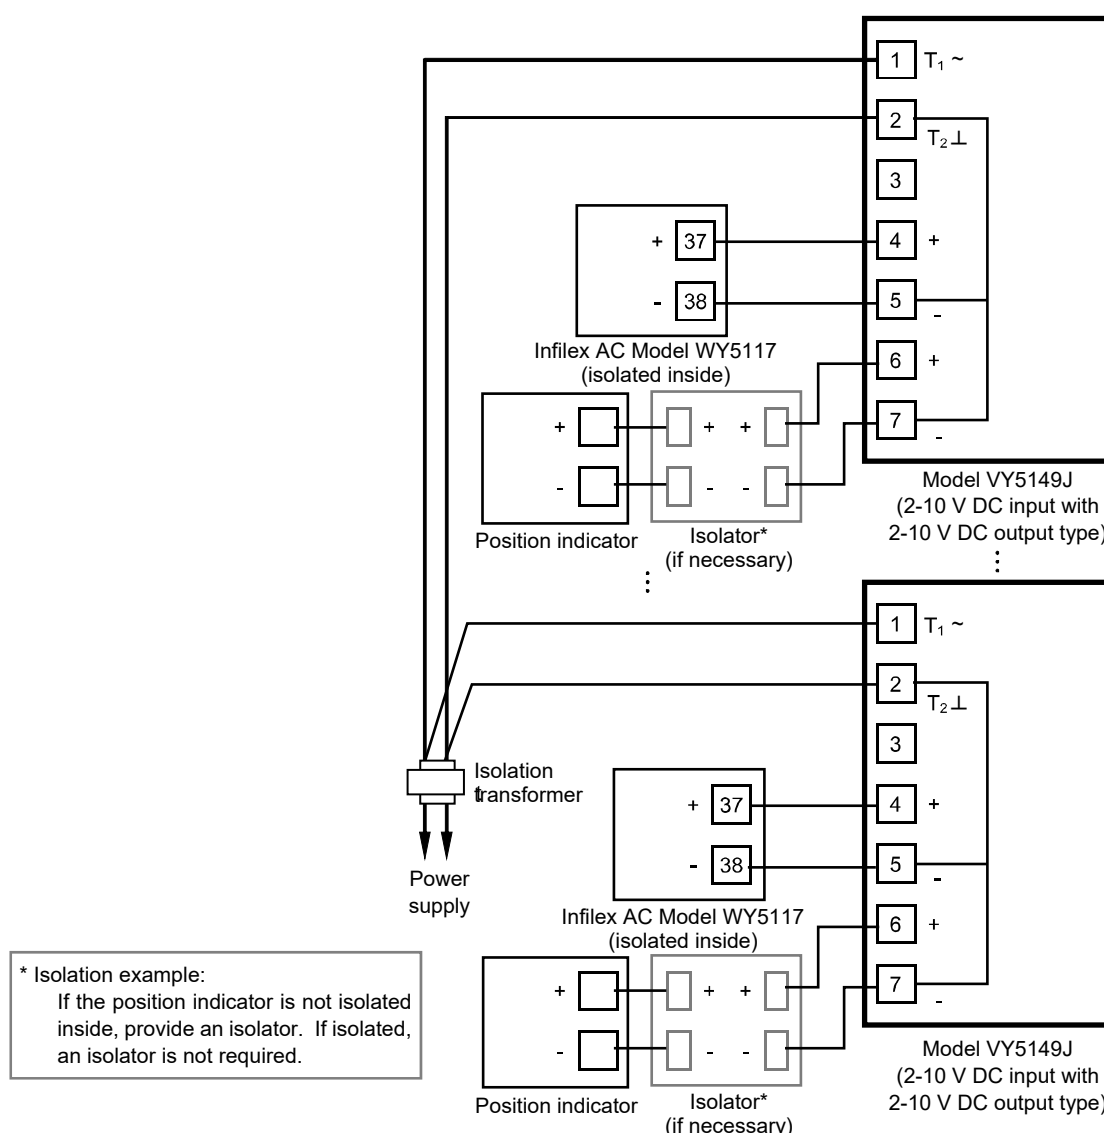 1 T₁ ~
2
T₂⊥
3
+ 37 4 +
- 38 5 -
Infilex AC Model WY5117
(isolated inside)
6 +
+ + +
7 -
- - -
Position indicator
Isolator*
(if necessary)
Model VY5149J
(2-10 V DC input with
2-10 V DC output type)
⋮
⋮
1 T₁ ~
2
T₂⊥
3
Isolation
transformer
Power
supply
+ 37 4 +
- 38 5 -
Infilex AC Model WY5117
(isolated inside)
6 +
+ + +
7 -
- - -
Position indicator
Isolator*
(if necessary)
Model VY5149J
(2-10 V DC input with
2-10 V DC output type)
* Isolation example:
If the position indicator is not isolated
inside, provide an isolator. If isolated,
an isolator is not required.